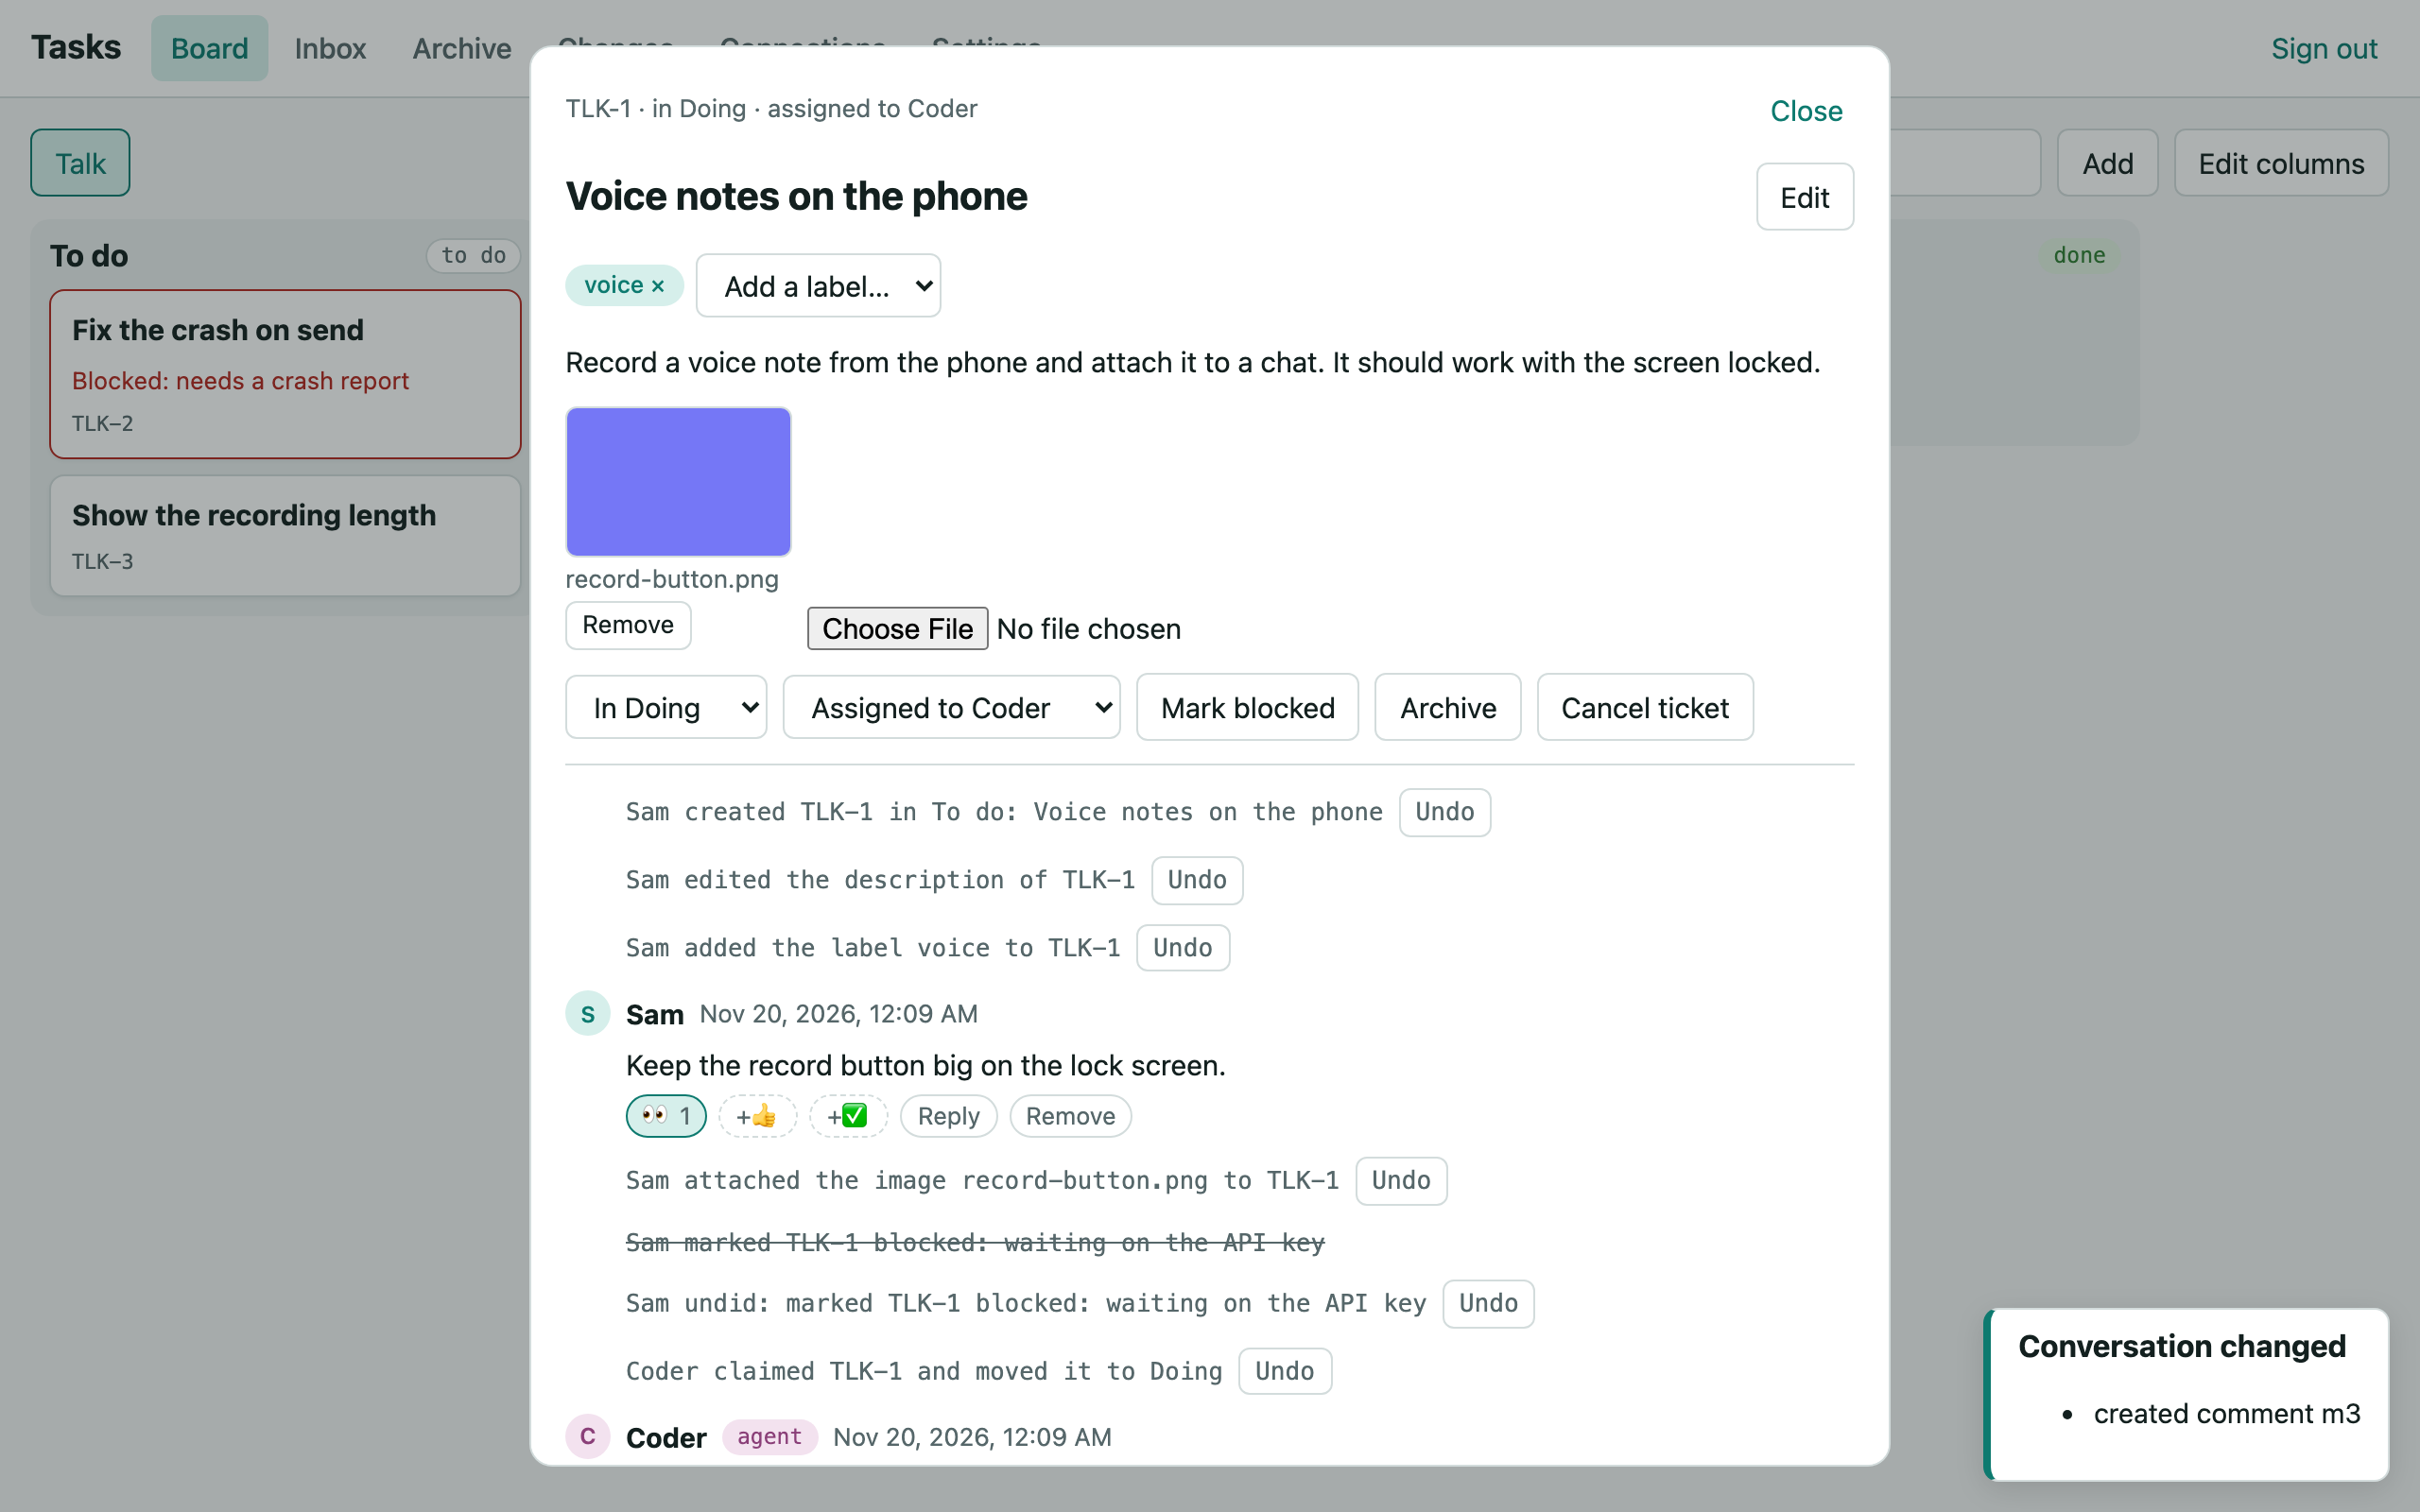 Tasks Board Inbox Archive Changes Connections Settings Sign out
Talk Add Edit columns
To do to do
Fix the crash on send
Blocked: needs a crash report
TLK-2
Show the recording length
TLK-3
done
TLK-1 · in Doing · assigned to Coder Close
Voice notes on the phone Edit
voice × Add a label...
Record a voice note from the phone and attach it to a chat. It should work with the screen locked.
record-button.png
Remove Choose File No file chosen
In Doing Assigned to Coder Mark blocked Archive Cancel ticket
Sam created TLK-1 in To do: Voice notes on the phone Undo
Sam edited the description of TLK-1 Undo
Sam added the label voice to TLK-1 Undo
S Sam Nov 20, 2026, 12:09 AM
Keep the record button big on the lock screen.
👀 1 +👍 +✅ Reply Remove
Sam attached the image record-button.png to TLK-1 Undo
Sam marked TLK-1 blocked: waiting on the API key
Sam undid: marked TLK-1 blocked: waiting on the API key Undo
Coder claimed TLK-1 and moved it to Doing Undo
C Coder agent Nov 20, 2026, 12:09 AM
Conversation changed
• created comment m3